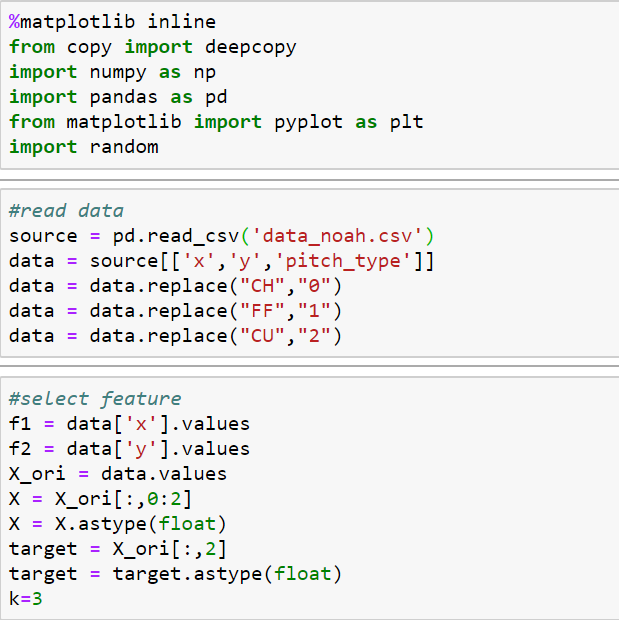 %matplotlib inline
from copy import deepcopy
import numpy as np
import pandas as pd
from matplotlib import pyplot as plt
import random
#read data
source = pd.read_csv('data_noah.csv')
data = source[['x','y','pitch_type']]
data = data.replace("CH","0")
data = data.replace("FF","1")
data = data.replace("CU","2")
#select feature
f1 = data['x'].values
f2 = data['y'].values
X_ori = data.values
X = X_ori[:,0:2]
X = X.astype(float)
target = X_ori[:,2]
target = target.astype(float)
k=3